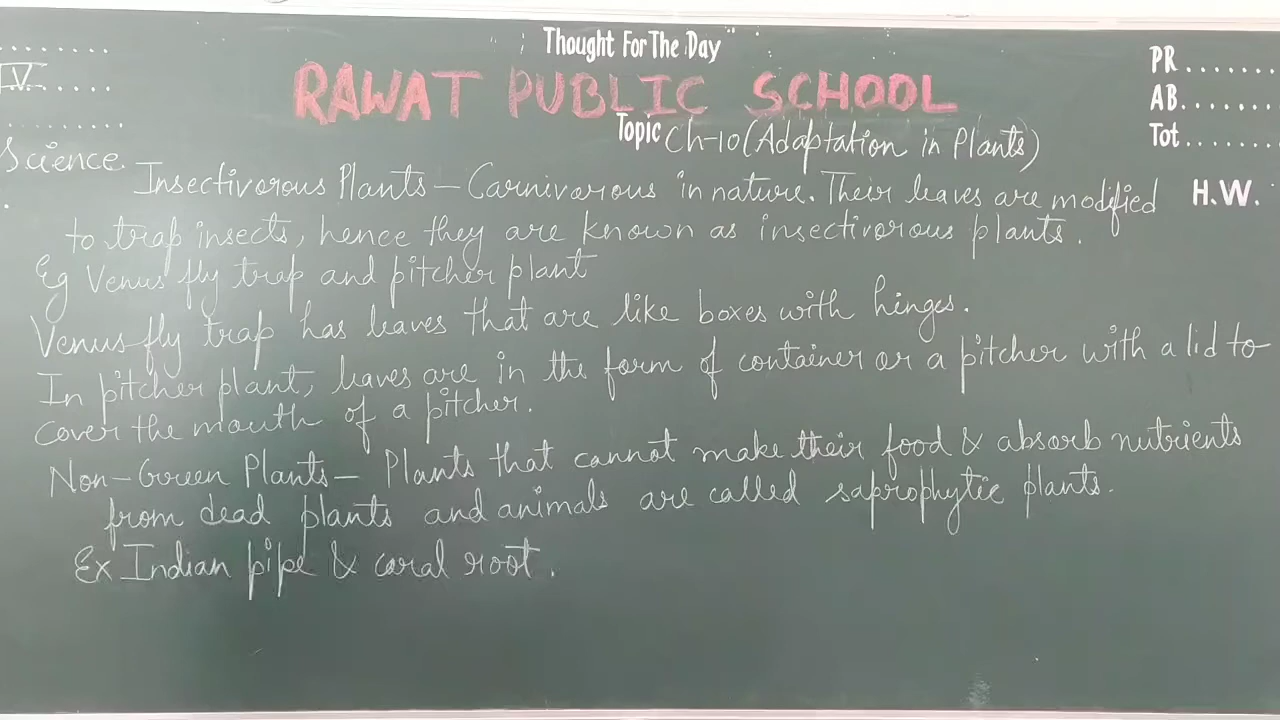 Thought For The Day
RAWAT PUBLIC SCHOOL
PR.......
IV......
AB........
Topic Ch-10 (Adaptation in Plants)
Tot.......
Science.
Insectivorous Plants – Carnivorous in nature. Their leaves are modified
H.W.
to trap insects, hence they are known as insectivorous plants.
Eg Venus fly trap and pitcher plant
Venus fly trap has leaves that are like boxes with hinges.
In pitcher plant, leaves are in the form of container or a pitcher with a lid to
cover the mouth of a pitcher.
Non-Green Plants – Plants that cannot make their food & absorb nutrients
from dead plants and animals are called saprophytic plants.
Ex Indian pipe & coral root.